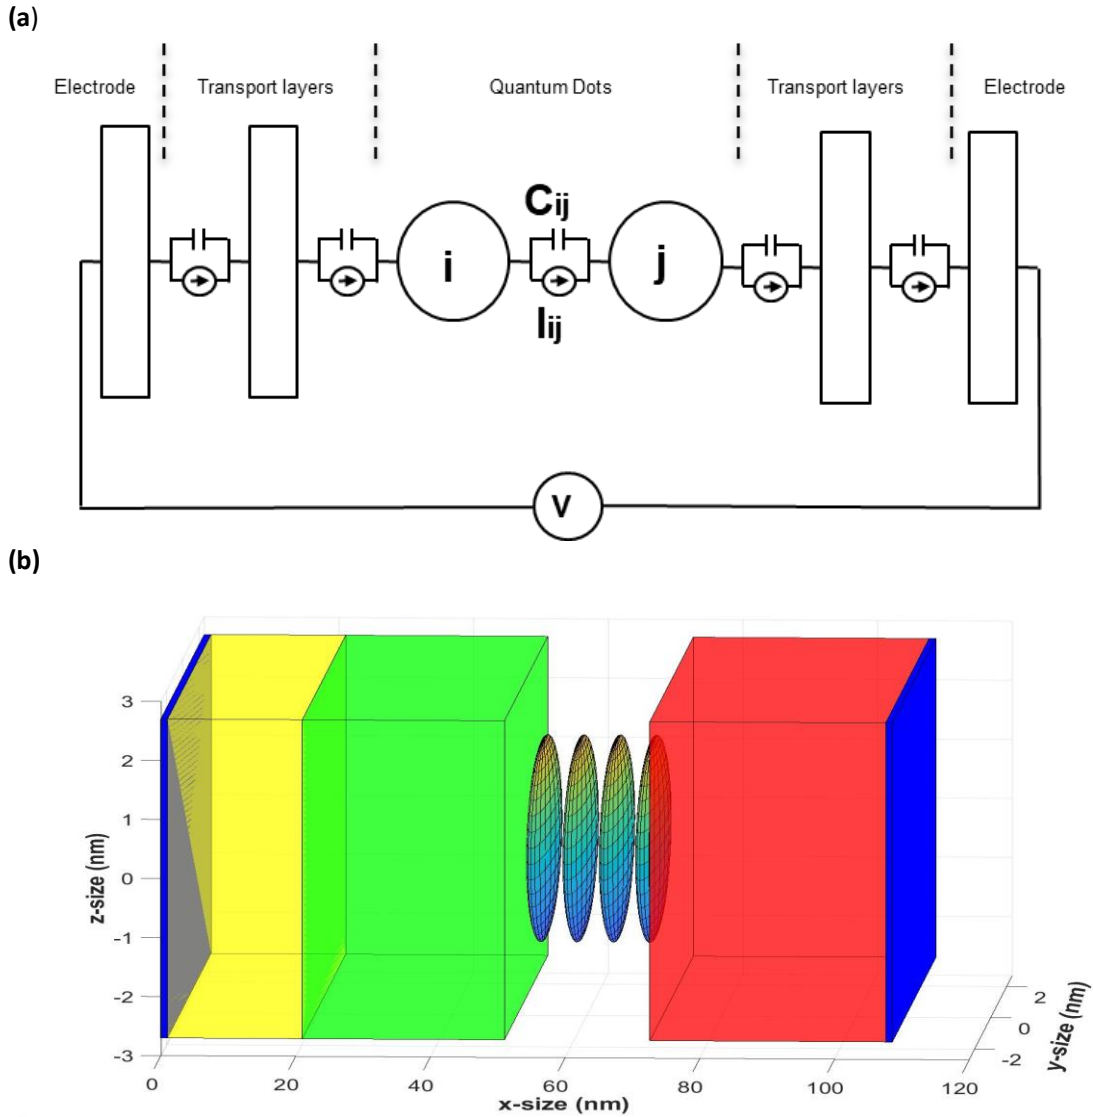 (a)
Electrode Transport layers Quantum Dots Transport layers Electrode
Cij
i j
Iij
V
(b)
3
2
1
0
-1
-2
-3
z-size (nm)
0 20 40 60 80 100 120
x-size (nm)
2
0
-2
y-size (nm)